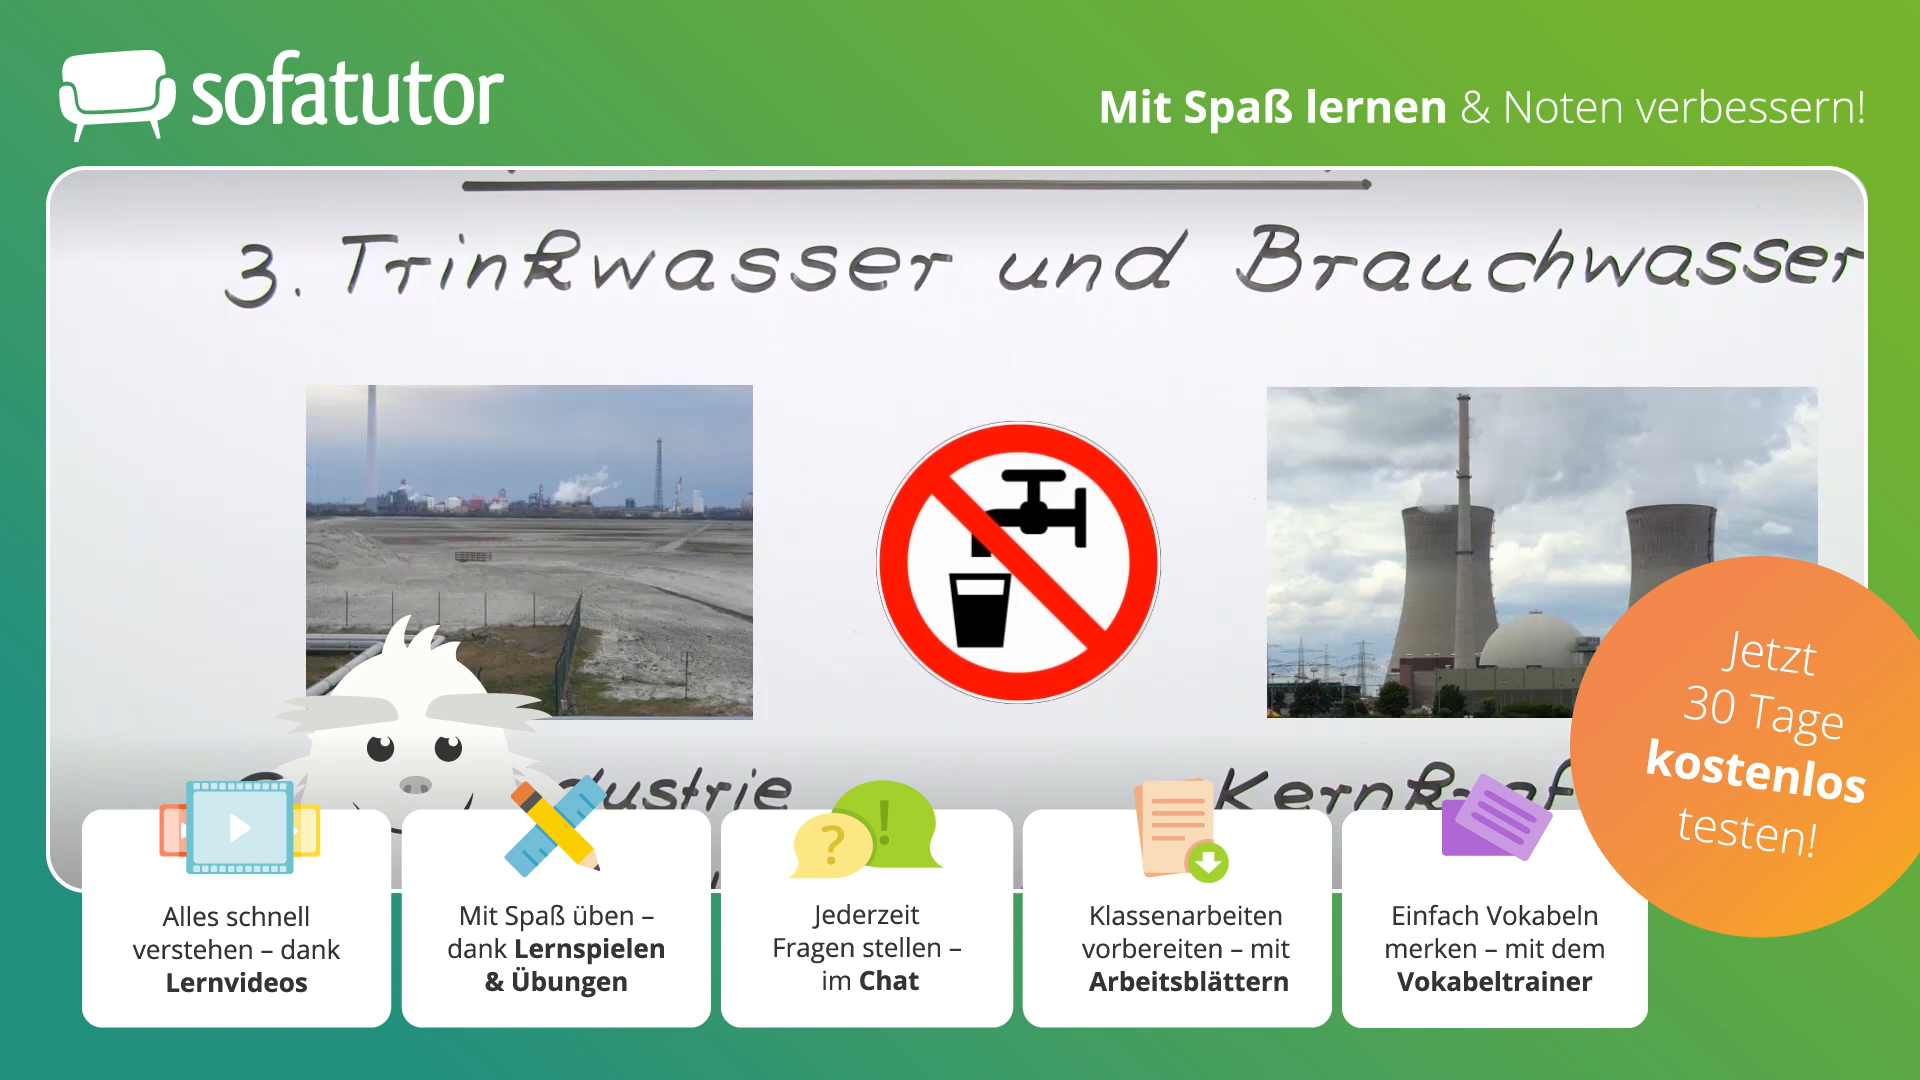 sofatutor
Mit Spaß lernen & Noten verbessern!
3. Trinkwasser und Brauchwasser
Jetzt
30 Tage
kostenlos
testen!
?
!
Alles schnell
verstehen – dank
Lernvideos
Mit Spaß üben –
dank Lernspielen
& Übungen
Jederzeit
Fragen stellen –
im Chat
Klassenarbeiten
vorbereiten – mit
Arbeitsblättern
Einfach Vokabeln
merken – mit dem
Vokabeltrainer